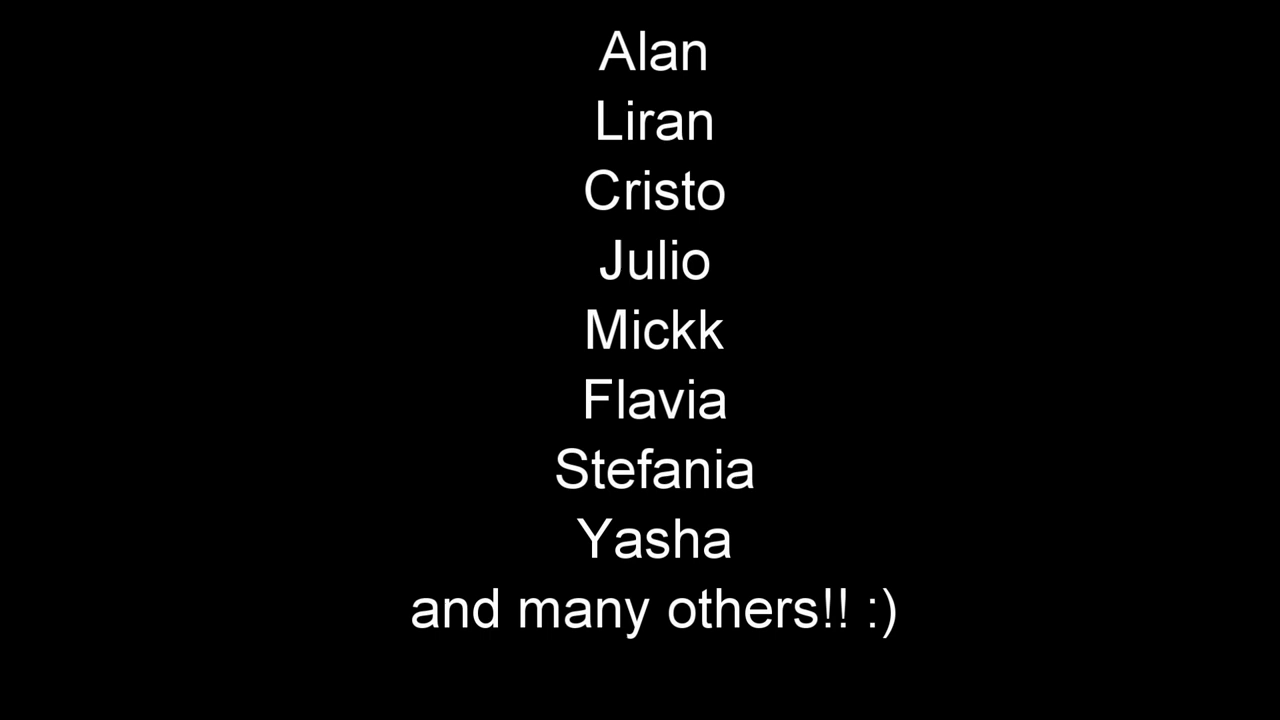 Alan
Liran
Cristo
Julio
Mickk
Flavia
Stefania
Yasha
and many others!! :)